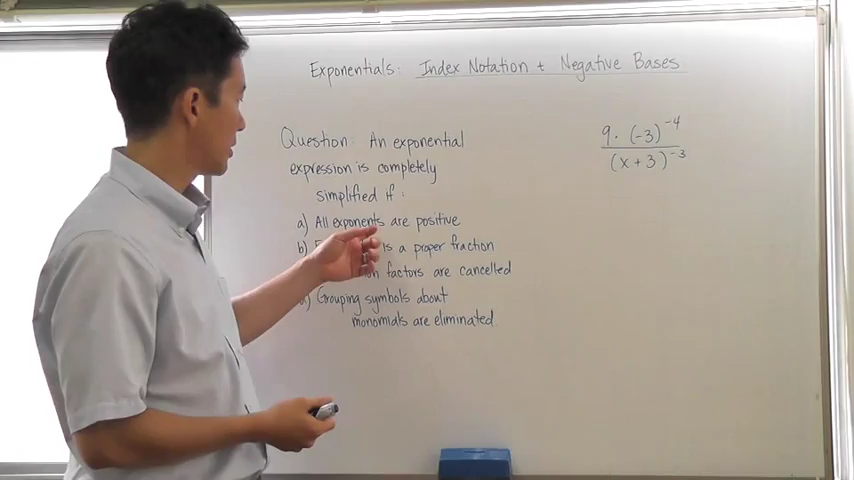 Exponentials: Index Notation + Negative Bases
Question: An exponential
expression is completely
simplified if:
a) All exponents are positive
b) is a proper fraction
factors are cancelled
d) Grouping symbols about
monomials are eliminated.
9 · (-3)^-4
(x + 3)^-3